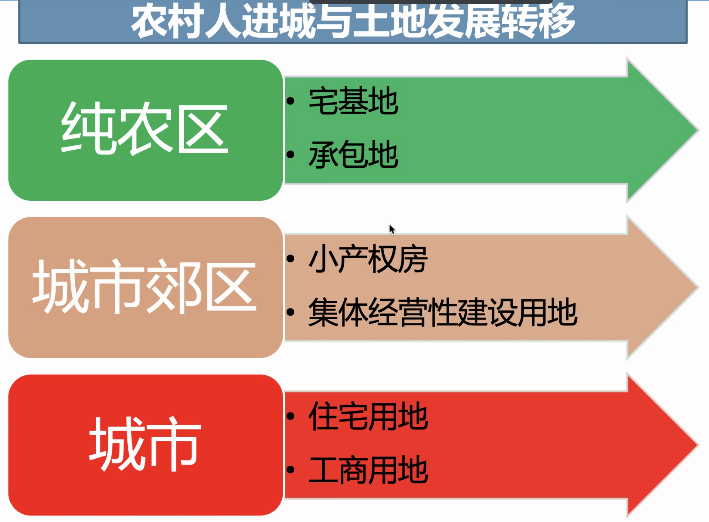 农村人进城与土地发展转移
纯农区
• 宅基地
• 承包地
城市郊区
• 小产权房
• 集体经营性建设用地
城市
• 住宅用地
• 工商用地